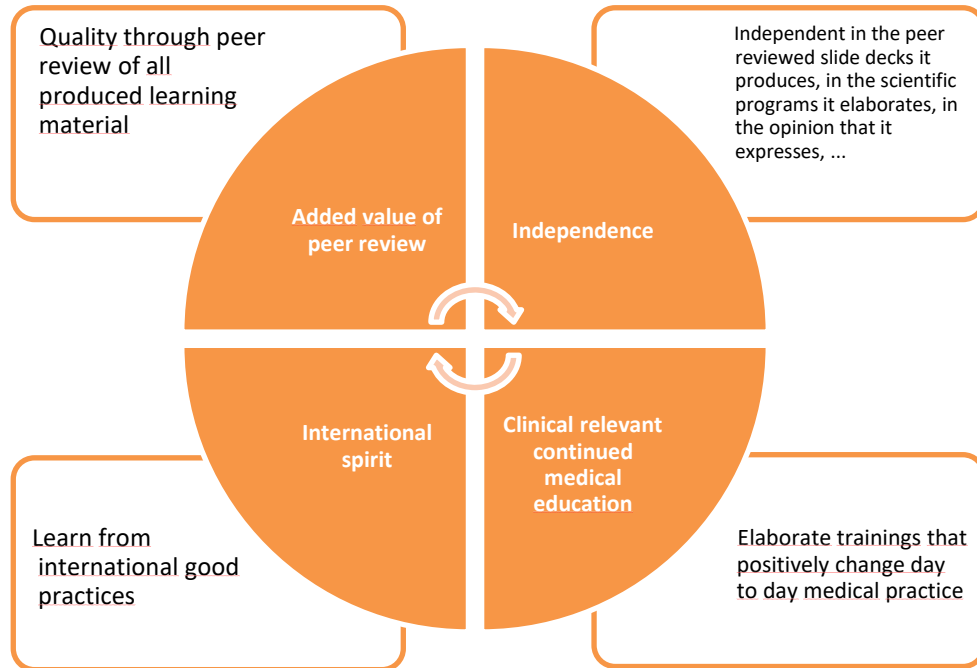 Quality through peer
review of all
produced learning
material
Independent in the peer
reviewed slide decks it
produces, in the scientific
programs it elaborates, in
the opinion that it
expresses, ...
Added value of
peer review
Independence
International
spirit
Clinical relevant
continued
medical
education
Learn from
international good
practices
Elaborate trainings that
positively change day
to day medical practice